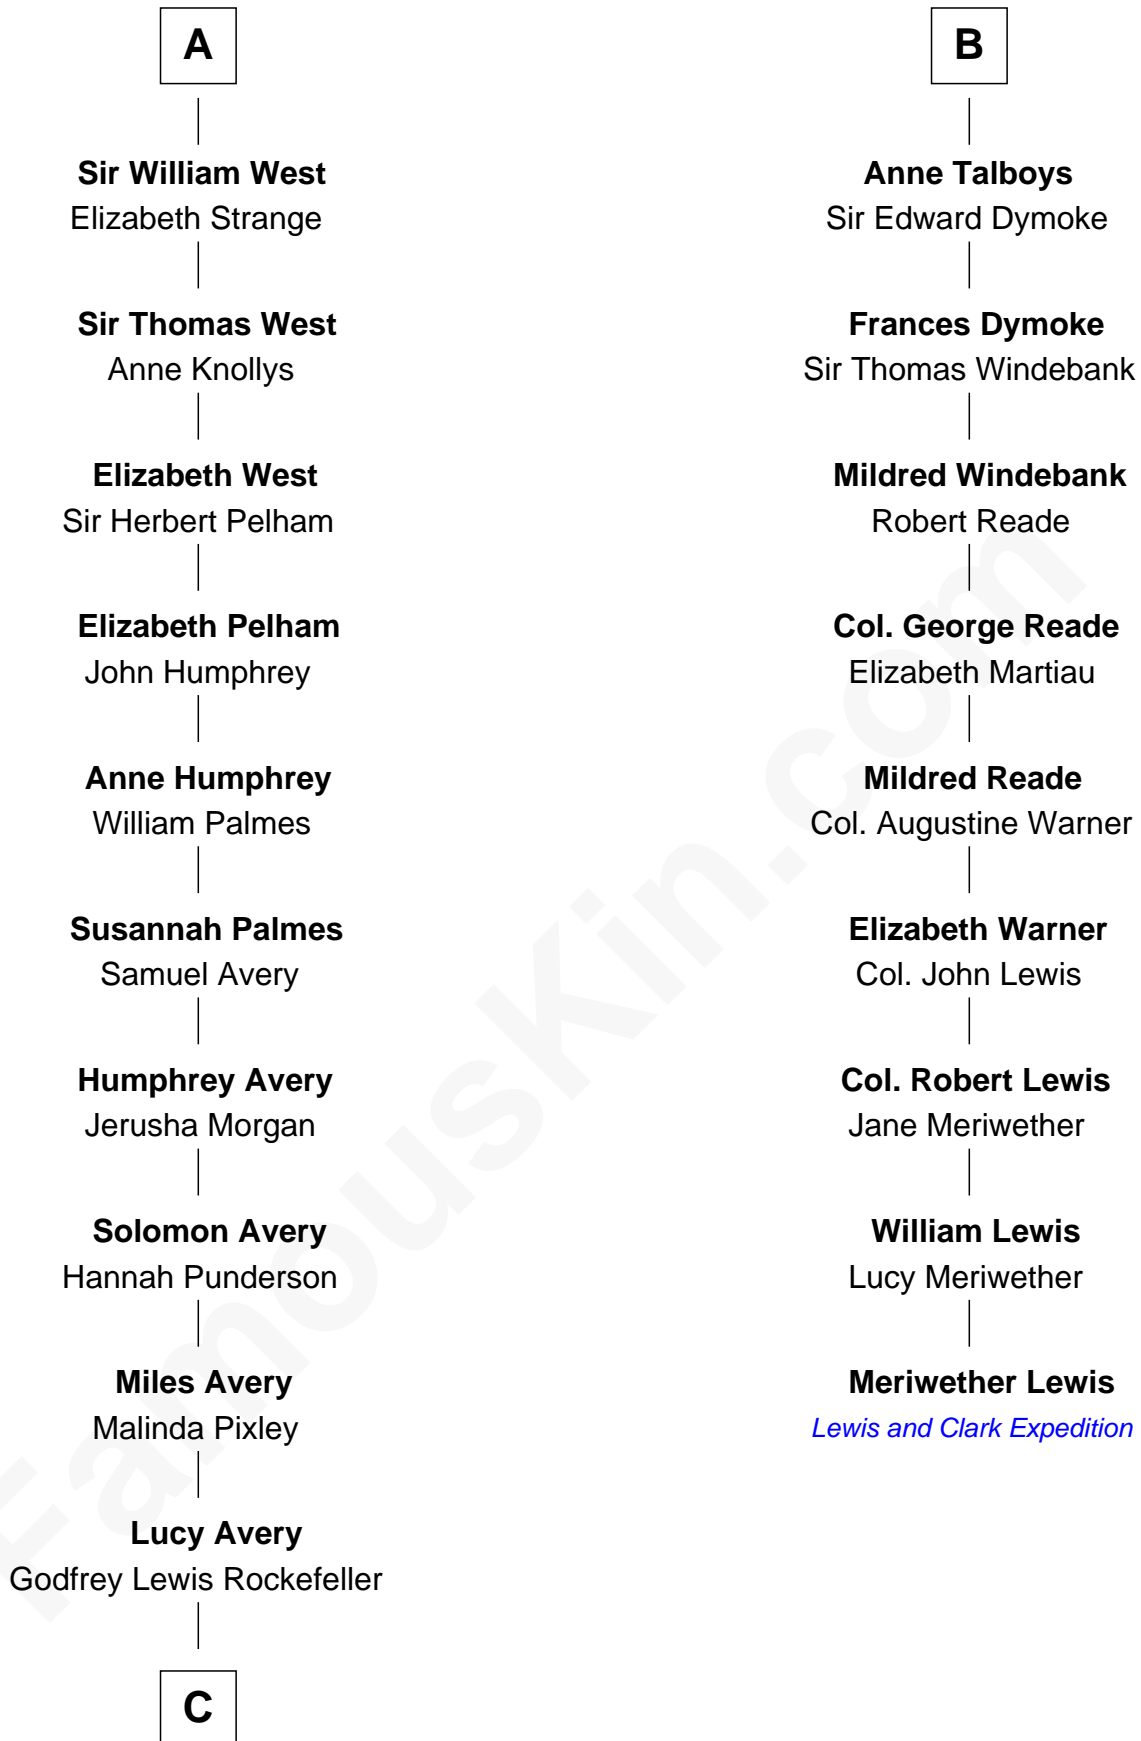 A
Sir William West
Elizabeth Strange
Sir Thomas West
Anne Knollys
Elizabeth West
Sir Herbert Pelham
Elizabeth Pelham
John Humphrey
Anne Humphrey
William Palmes
Susannah Palmes
Samuel Avery
Humphrey Avery
Jerusha Morgan
Solomon Avery
Hannah Punderson
Miles Avery
Malinda Pixley
Lucy Avery
Godfrey Lewis Rockefeller
C
B
Anne Talboys
Sir Edward Dymoke
Frances Dymoke
Sir Thomas Windebank
Mildred Windebank
Robert Reade
Col. George Reade
Elizabeth Martiau
Mildred Reade
Col. Augustine Warner
Elizabeth Warner
Col. John Lewis
Col. Robert Lewis
Jane Meriwether
William Lewis
Lucy Meriwether
Meriwether Lewis
Lewis and Clark Expedition
FamousKin.com